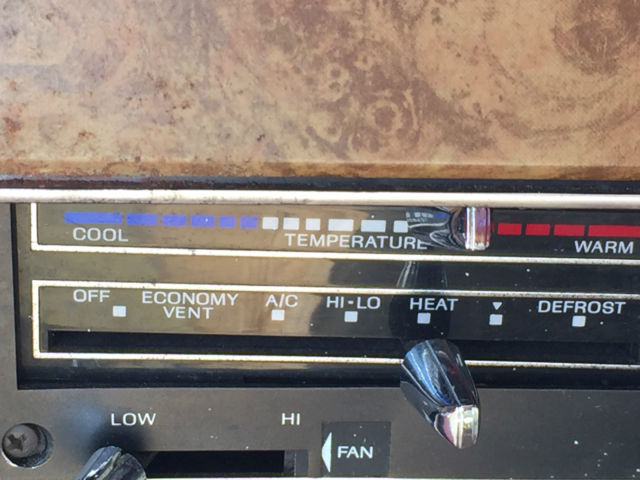 COOL TEMPERATURE WARM
OFF ECONOMY A/C HI-LO HEAT ▼ DEFROST
VENT
LOW HI
FAN